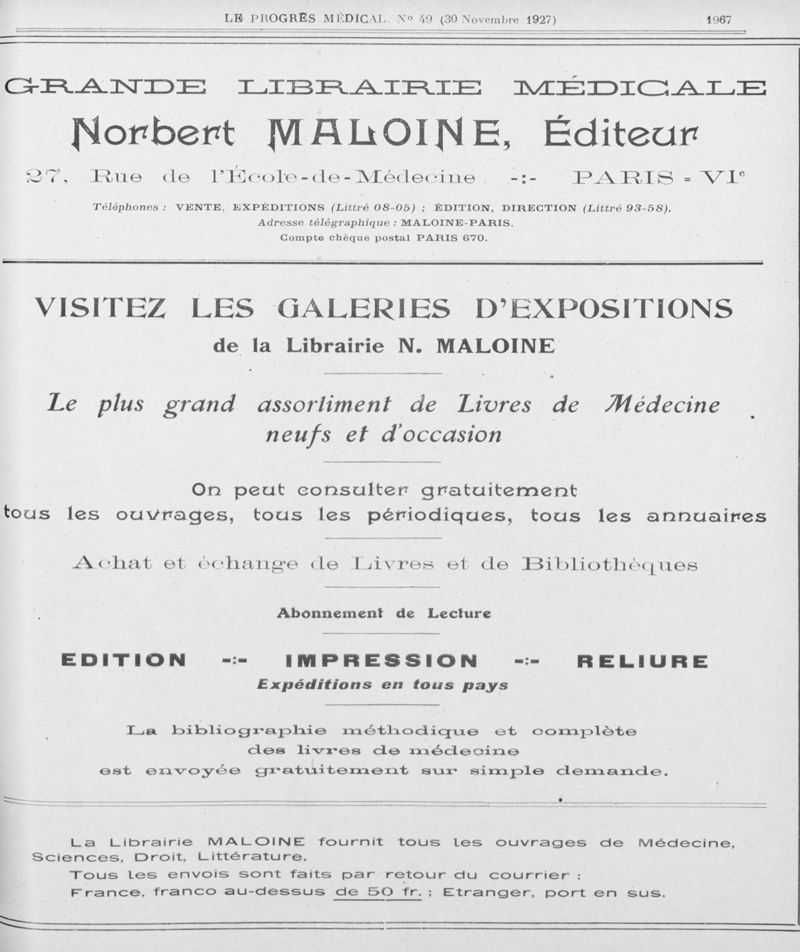 LE PROGRÈS MÉDICAL. Nº 49 (30 Novembre 1927) 1967
GRANDE LIBRAIRIE MÉDICALE
Norbert MALOINE, Éditeur
27, Rue de l'École-de-Médecine -:- PARIS = VIe
Téléphones : VENTE, EXPÉDITIONS (Littré 08-05) ; ÉDITION, DIRECTION (Littré 93-58).
Adresse télégraphique : MALOINE-PARIS.
Compte chèque postal PARIS 670.
VISITEZ LES GALERIES D'EXPOSITIONS
de la Librairie N. MALOINE
Le plus grand assortiment de Livres de Médecine
neufs et d'occasion
On peut consulter gratuitement
tous les ouvrages, tous les périodiques, tous les annuaires
Achat et échange de Livres et de Bibliothèques
Abonnement de Lecture
EDITION -:- IMPRESSION -:- RELIURE
Expéditions en tous pays
La bibliographie méthodique et complète
des livres de médecine
est envoyée gratuitement sur simple demande.
La Librairie MALOINE fournit tous les ouvrages de Médecine,
Sciences, Droit, Littérature.
Tous les envois sont faits par retour du courrier :
France, franco au-dessus de 50 fr. ; Etranger, port en sus.